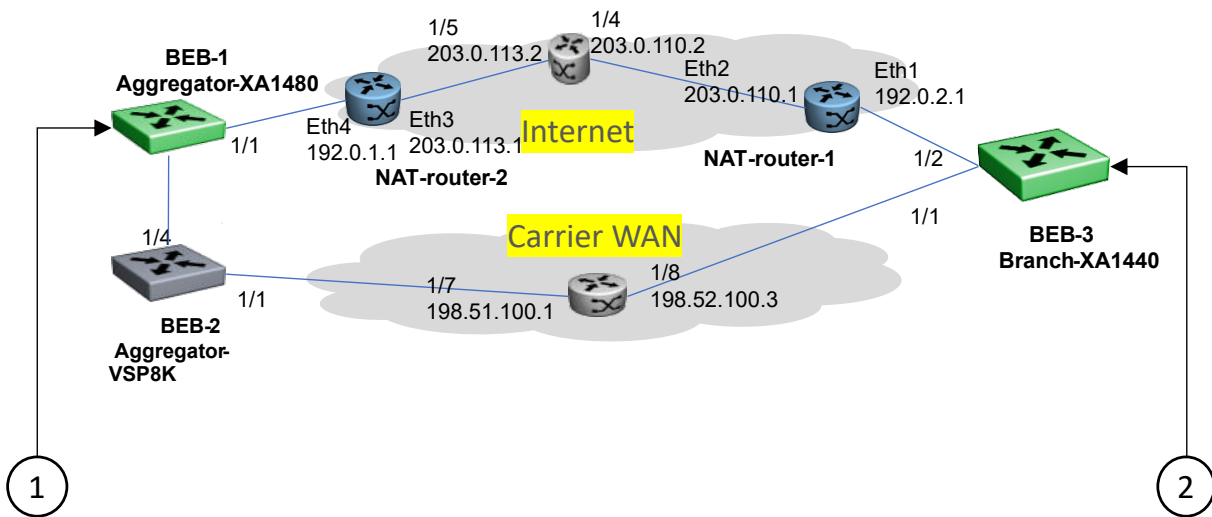 1/5
203.0.113.2
1/4
203.0.110.2
BEB-1
Aggregator-XA1480
Eth2
203.0.110.1
Eth1
192.0.2.1
1/1
Eth4
192.0.1.1
Eth3
203.0.113.1
Internet
NAT-router-2
NAT-router-1
1/2
1/1
BEB-3
Branch-XA1440
Carrier WAN
1/4
1/1
BEB-2
Aggregator-
VSP8K
1/7
198.51.100.1
1/8
198.52.100.3
1
2